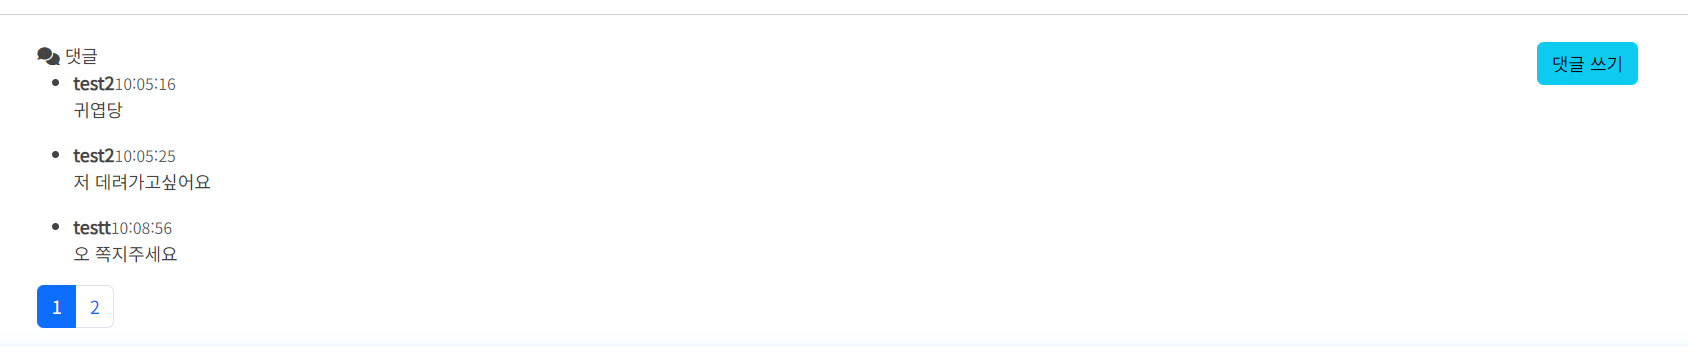 댓글
댓글 쓰기
test210:05:16
귀엽당
test210:05:25
저 데려가고싶어요
testt10:08:56
오 쪽지주세요
1 2